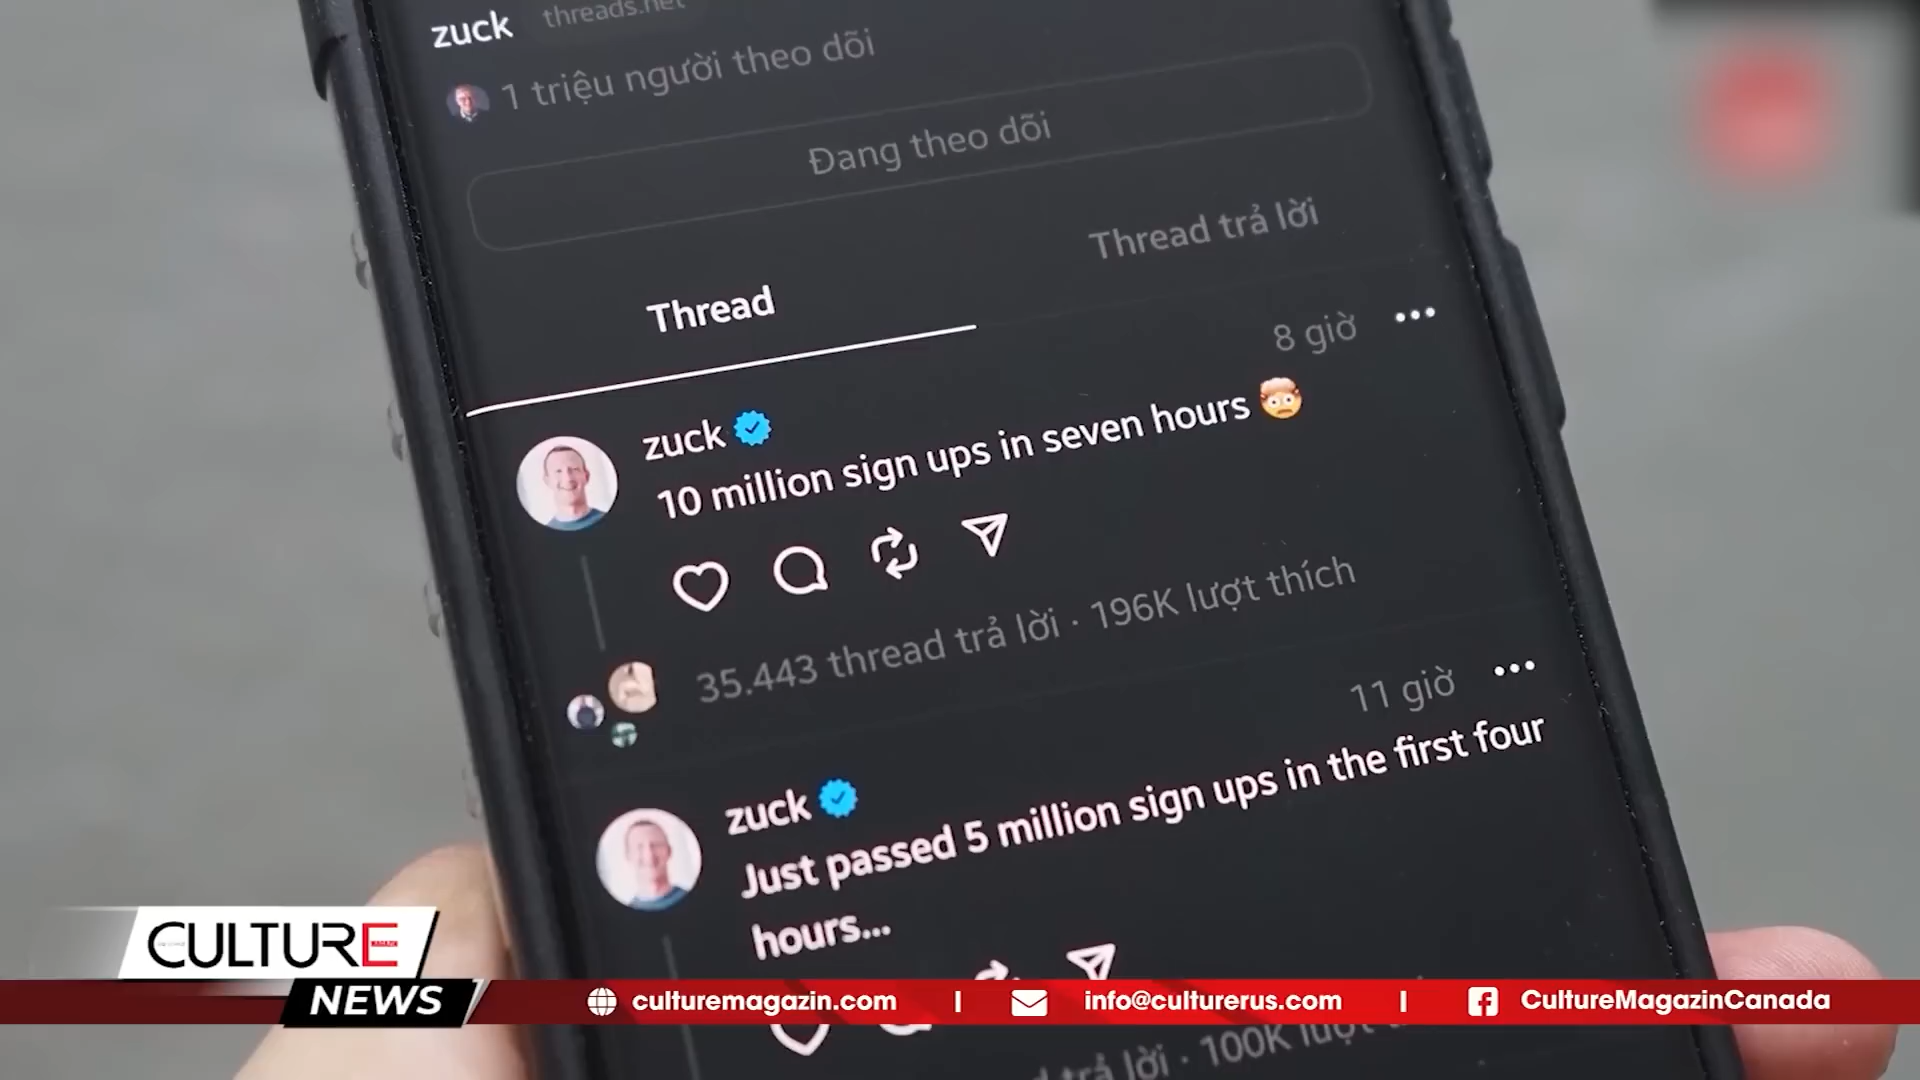 zuck threads.net
1 triệu người theo dõi
Đang theo dõi
Thread Thread trả lời
zuck 8 giờ
10 million sign ups in seven hours 🤯
35.443 thread trả lời · 196K lượt thích
zuck 11 giờ
Just passed 5 million sign ups in the first four
hours...
trả lời · 100K lượt
CULTURE
NEWS
culturemagazin.com | info@culturerus.com | CultureMagazinCanada